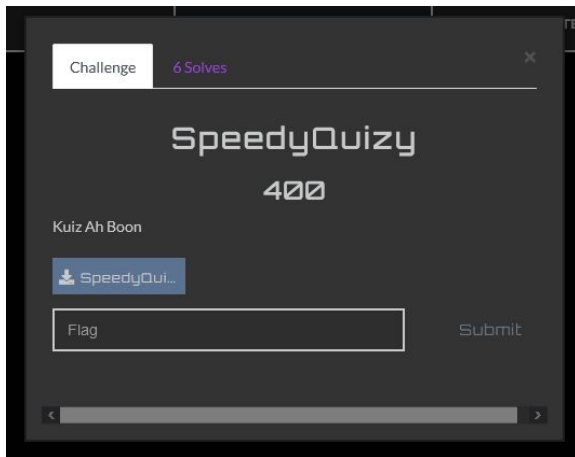 Challenge
6 Solves
×
SpeedyQuizy
400
Kuiz Ah Boon
SpeedyQui...
Flag
Submit